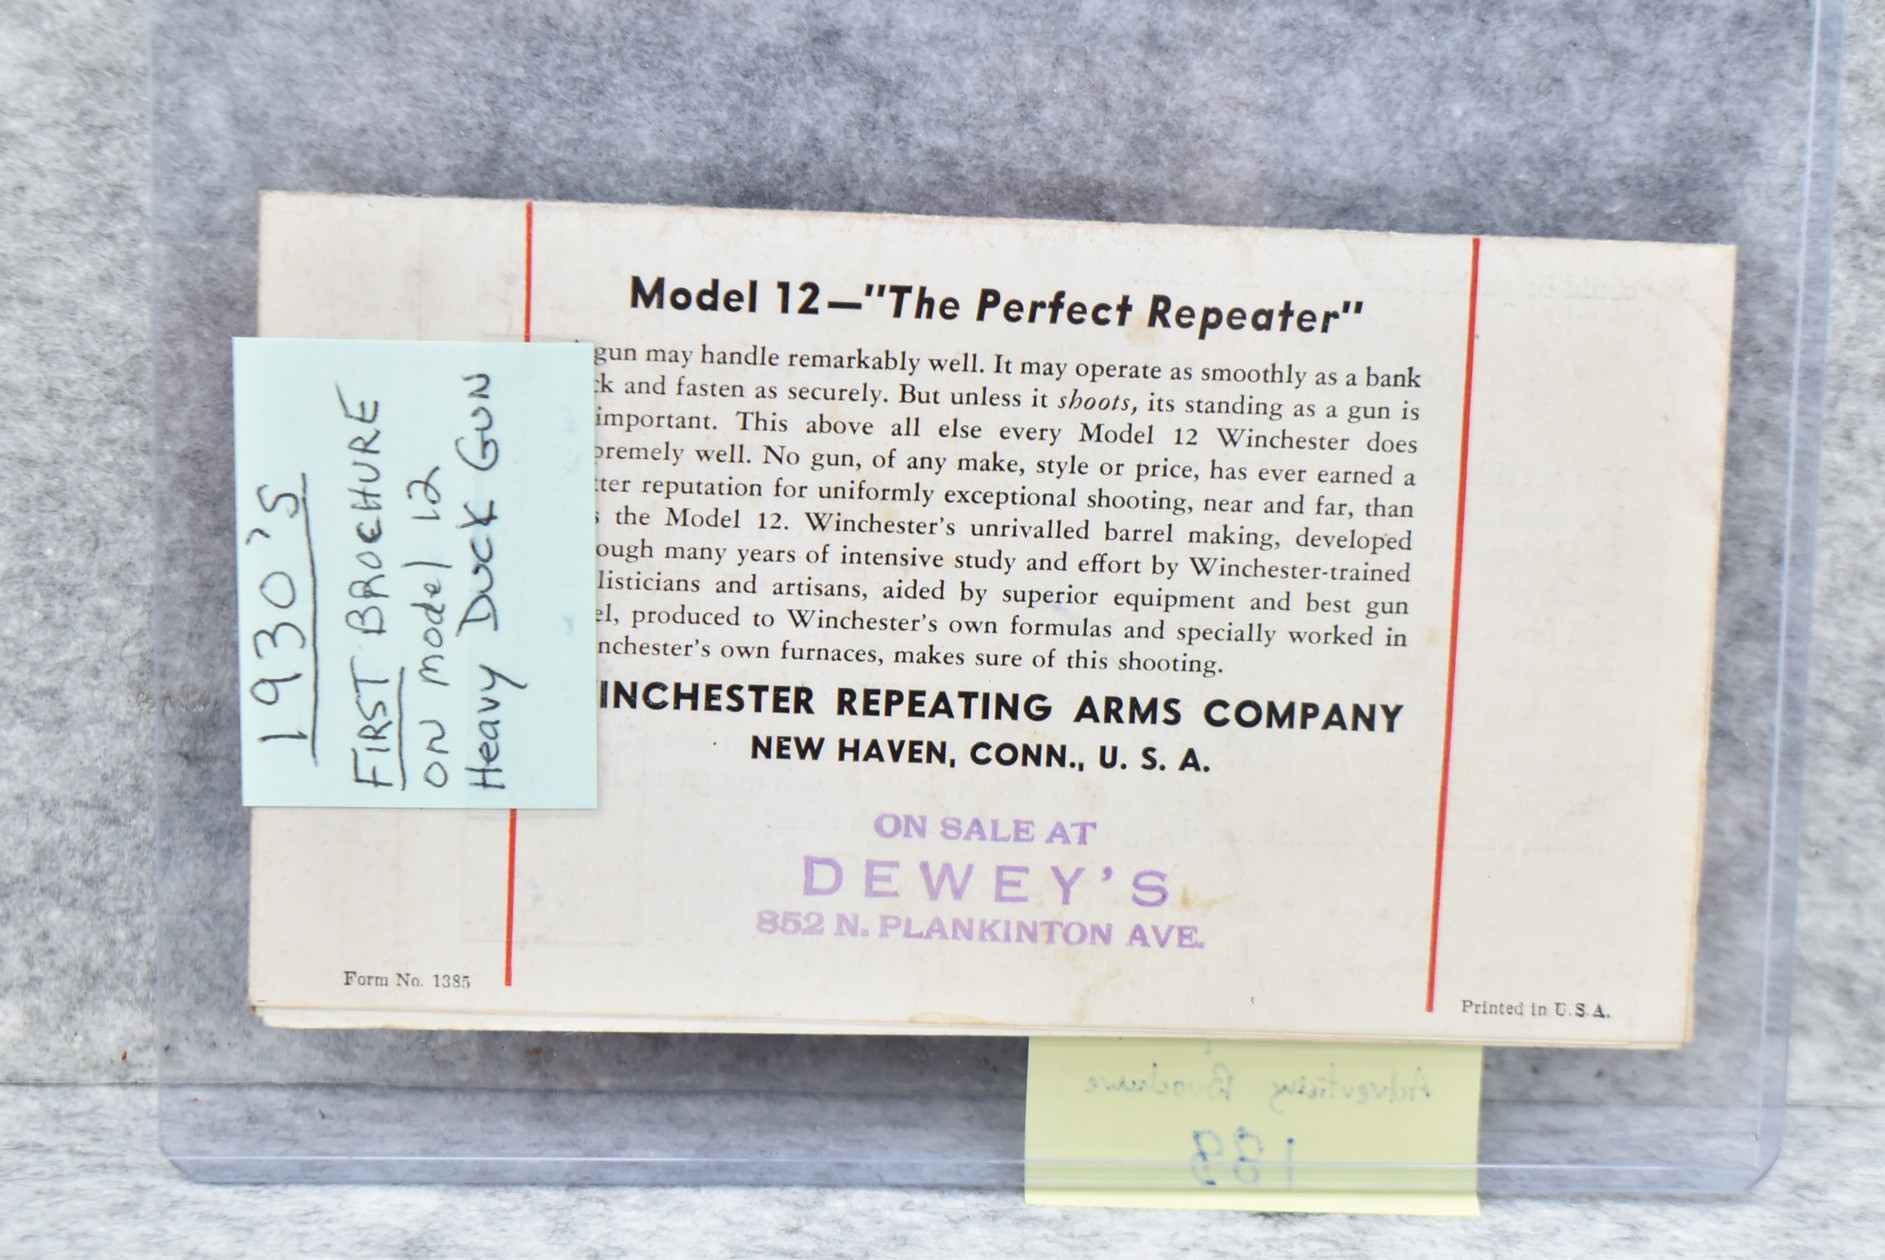 Model 12—"The Perfect Repeater"
gun may handle remarkably well. It may operate as smoothly as a bank
ck and fasten as securely. But unless it shoots, its standing as a gun is
important. This above all else every Model 12 Winchester does
premely well. No gun, of any make, style or price, has ever earned a
tter reputation for uniformly exceptional shooting, near and far, than
s the Model 12. Winchester's unrivalled barrel making, developed
ough many years of intensive study and effort by Winchester-trained
listicians and artisans, aided by superior equipment and best gun
el, produced to Winchester's own formulas and specially worked in
nchester's own furnaces, makes sure of this shooting.
INCHESTER REPEATING ARMS COMPANY
NEW HAVEN, CONN., U. S. A.
ON SALE AT
DEWEY'S
852 N. PLANKINTON AVE.
Form No. 1385
Printed in U.S.A.
1930's
FIRST BROCHURE
ON Model 12
Heavy Duck GUN
Advertising Brochure